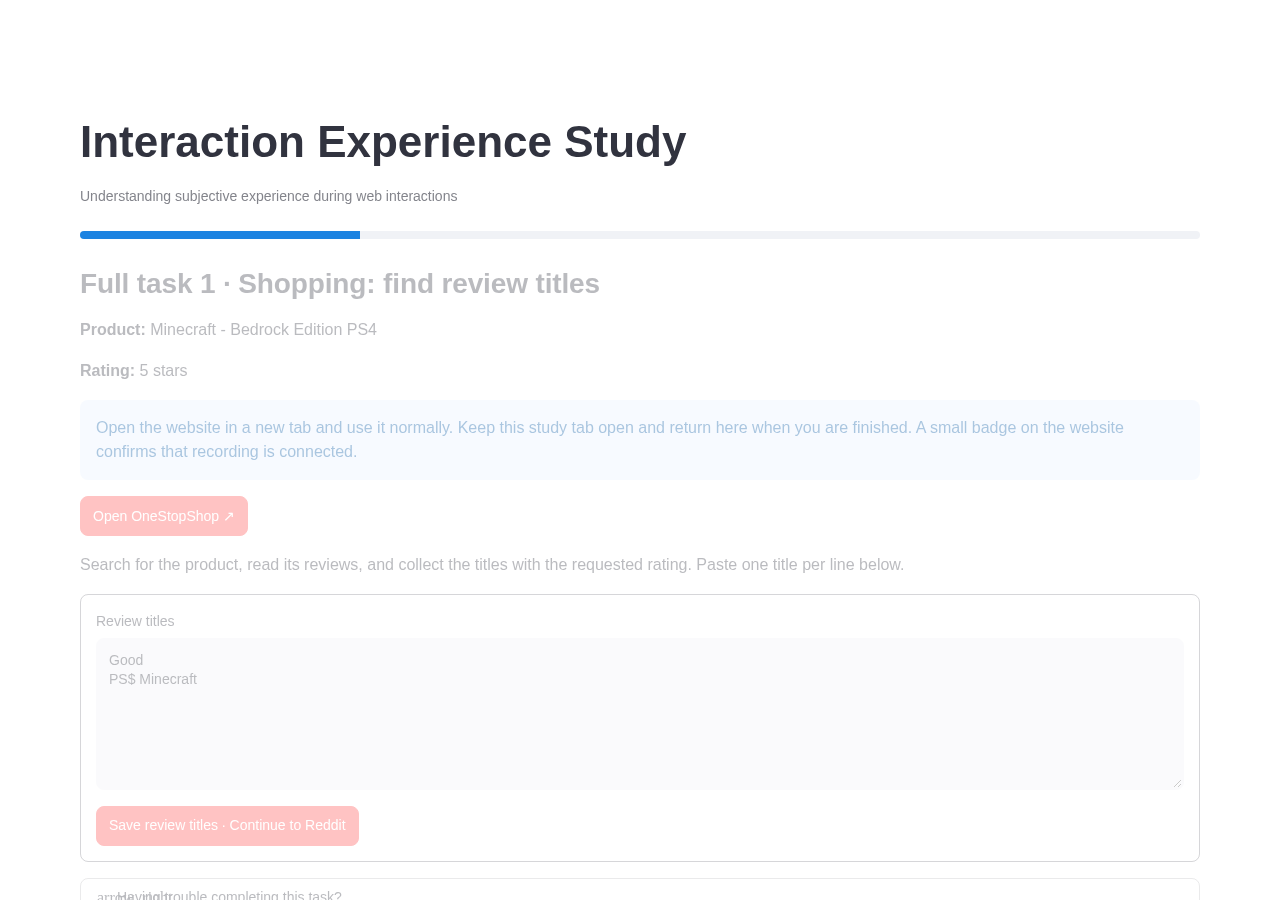 Interaction Experience Study
Understanding subjective experience during web interactions
Full task 1 · Shopping: find review titles
Product: Minecraft - Bedrock Edition PS4
Rating: 5 stars
Open the website in a new tab and use it normally. Keep this study tab open and return here when you are finished. A small badge on the website
confirms that recording is connected.
Open OneStopShop ↗
Search for the product, read its reviews, and collect the titles with the requested rating. Paste one title per line below.
Review titles
Good
PS$ Minecraft
Save review titles · Continue to Reddit
Having trouble completing this task?